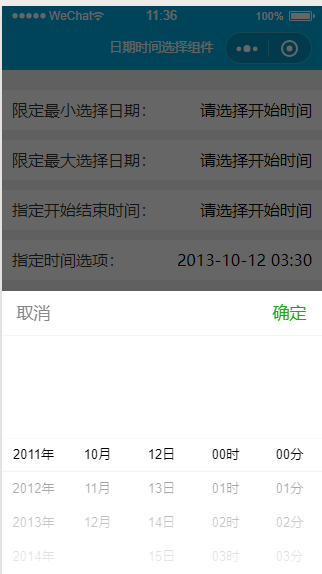 WeChat 11:36 100%
日期时间选择组件
限定最小选择日期： 请选择开始时间
限定最大选择日期： 请选择开始时间
指定开始结束时间： 请选择开始时间
指定时间选项： 2013-10-12 03:30
取消 确定
2011年 10月 12日 00时 00分
2012年 11月 13日 01时 01分
2013年 12月 14日 02时 02分
2014年 15日 03时 03分